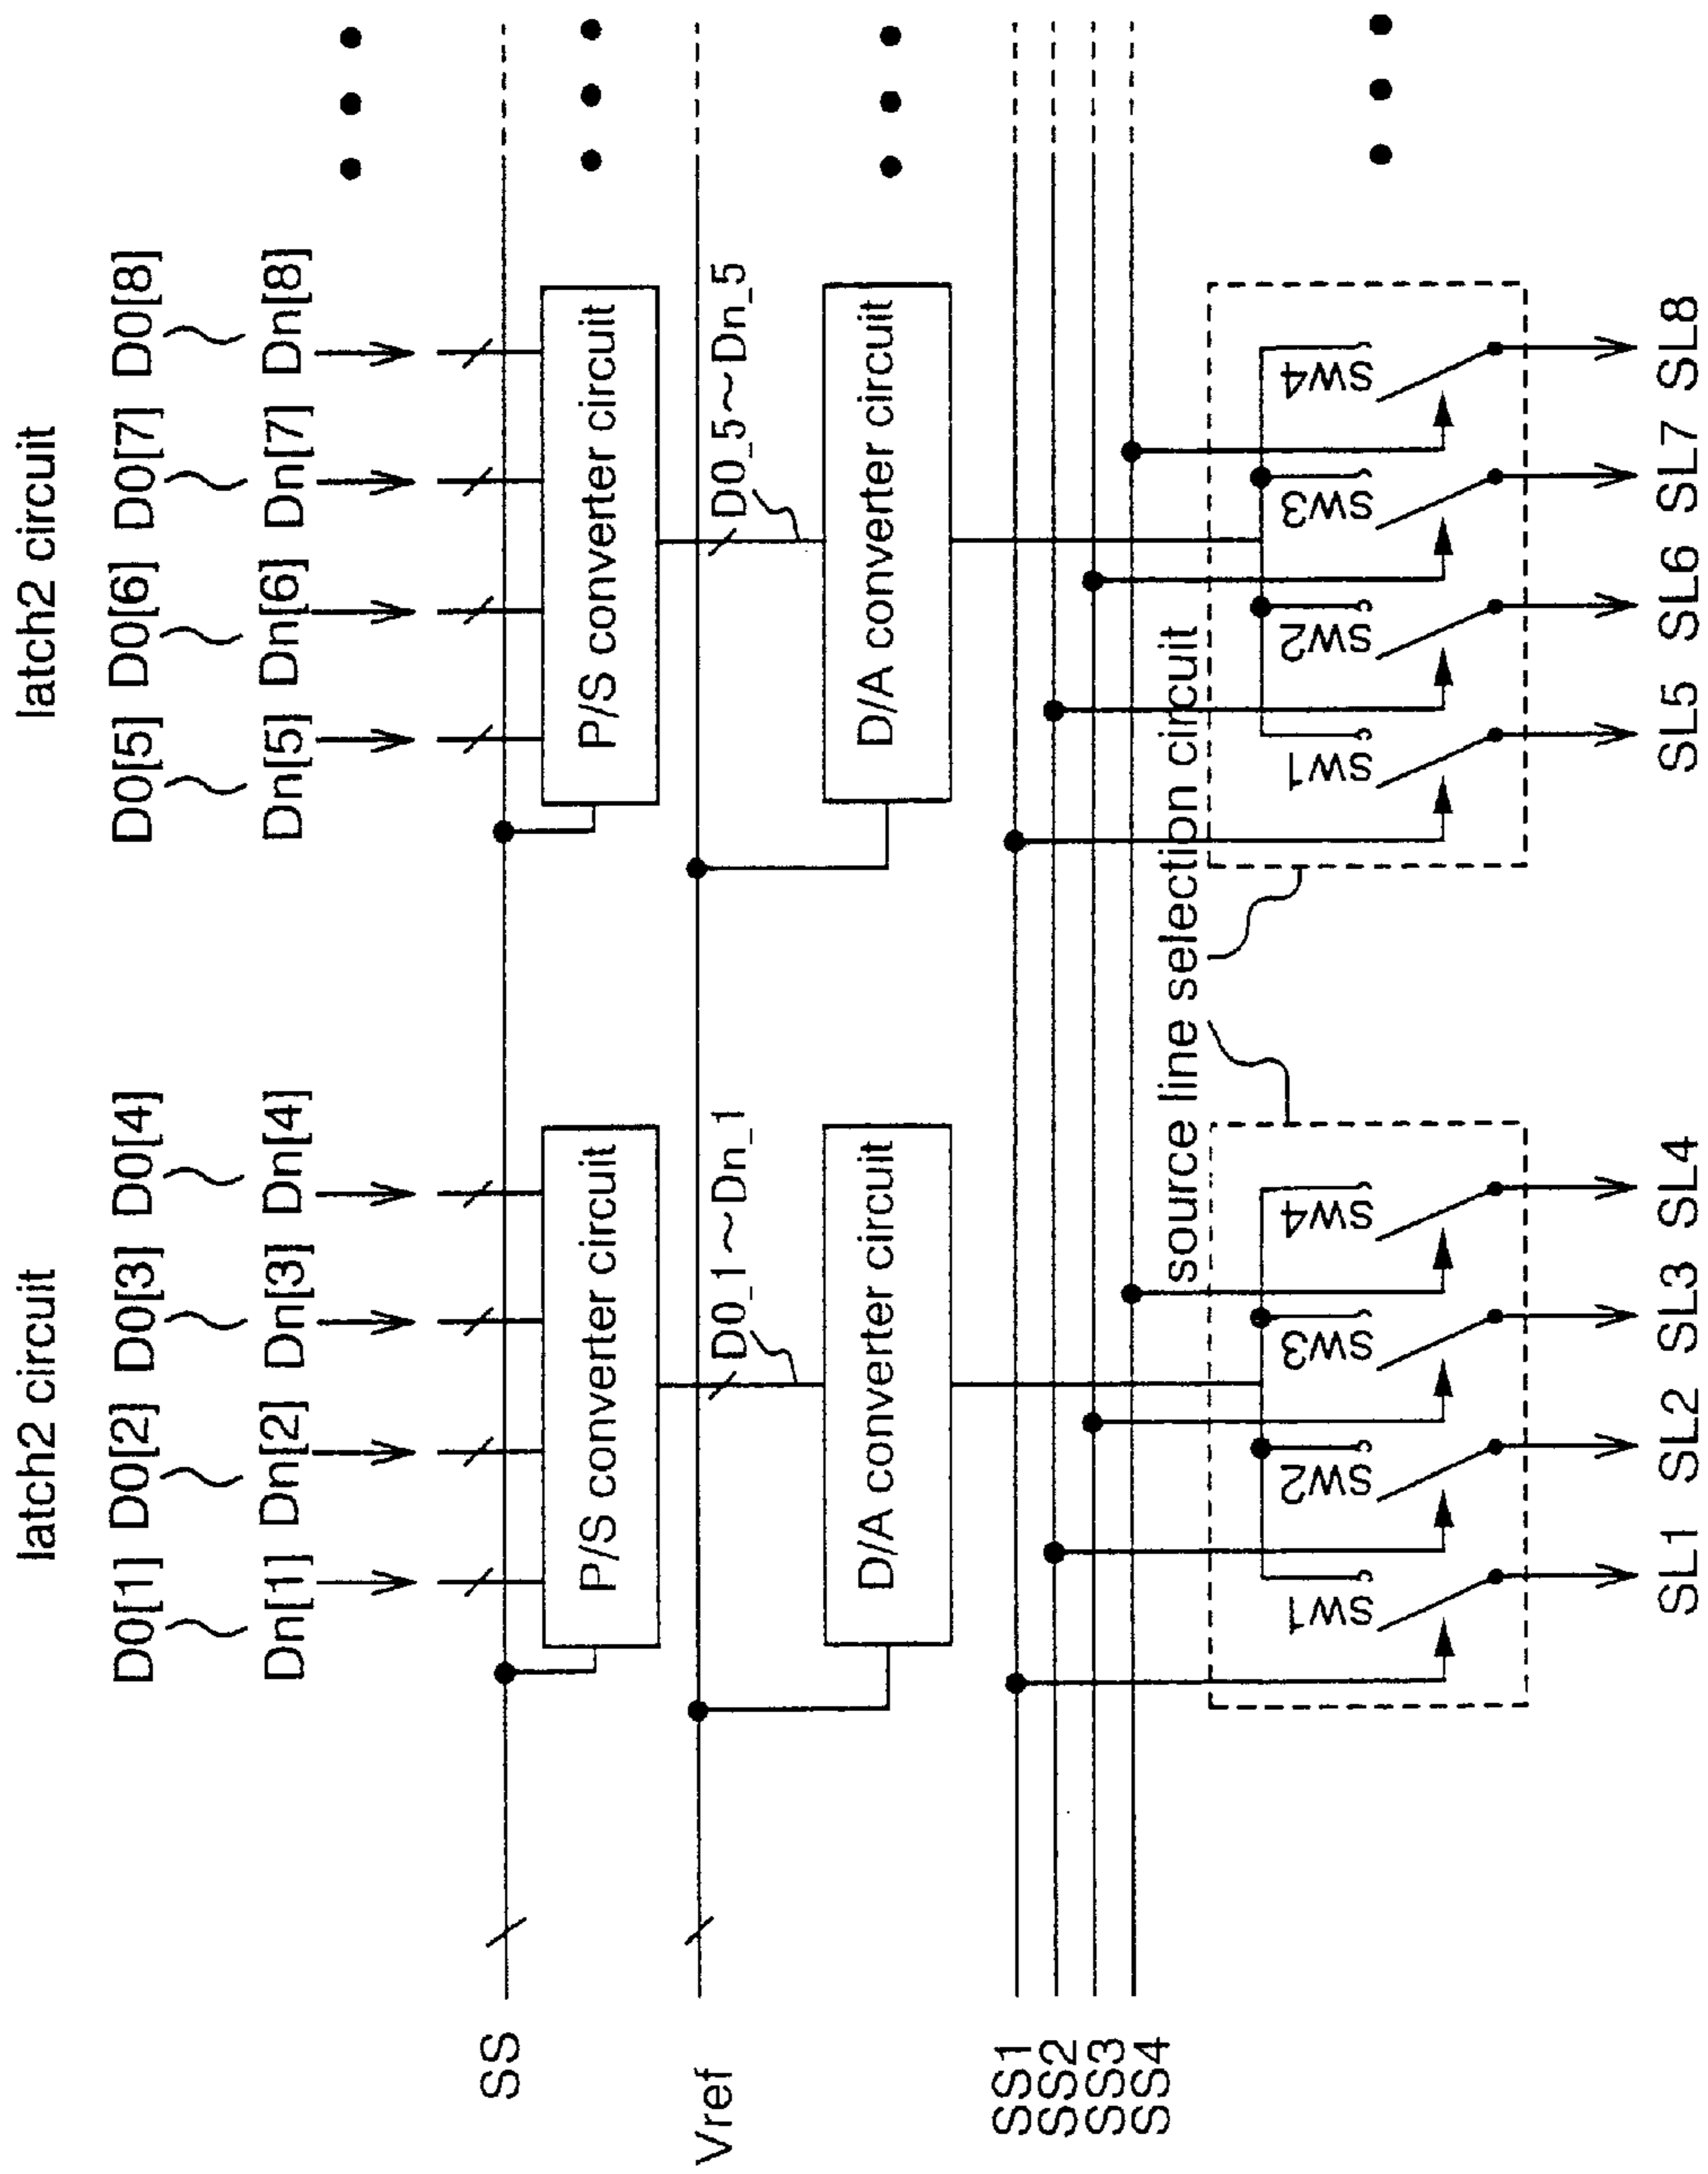 latch2 circuit
latch2 circuit
D0[1] D0[2] D0[3] D0[4]
D0[5] D0[6] D0[7] D0[8]
Dn[1] Dn[2] Dn[3] Dn[4]
Dn[5] Dn[6] Dn[7] Dn[8]
SS
P/S converter circuit
P/S converter circuit
Vref
D0_1～Dn_1
D0_5～Dn_5
D/A converter circuit
D/A converter circuit
SS1
SS2
SS3
SS4
source line selection circuit
SW1 SW2 SW3 SW4
SW1 SW2 SW3 SW4
SL1 SL2 SL3 SL4
SL5 SL6 SL7 SL8